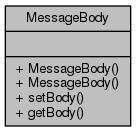 MessageBody
+ MessageBody()
+ MessageBody()
+ setBody()
+ getBody()